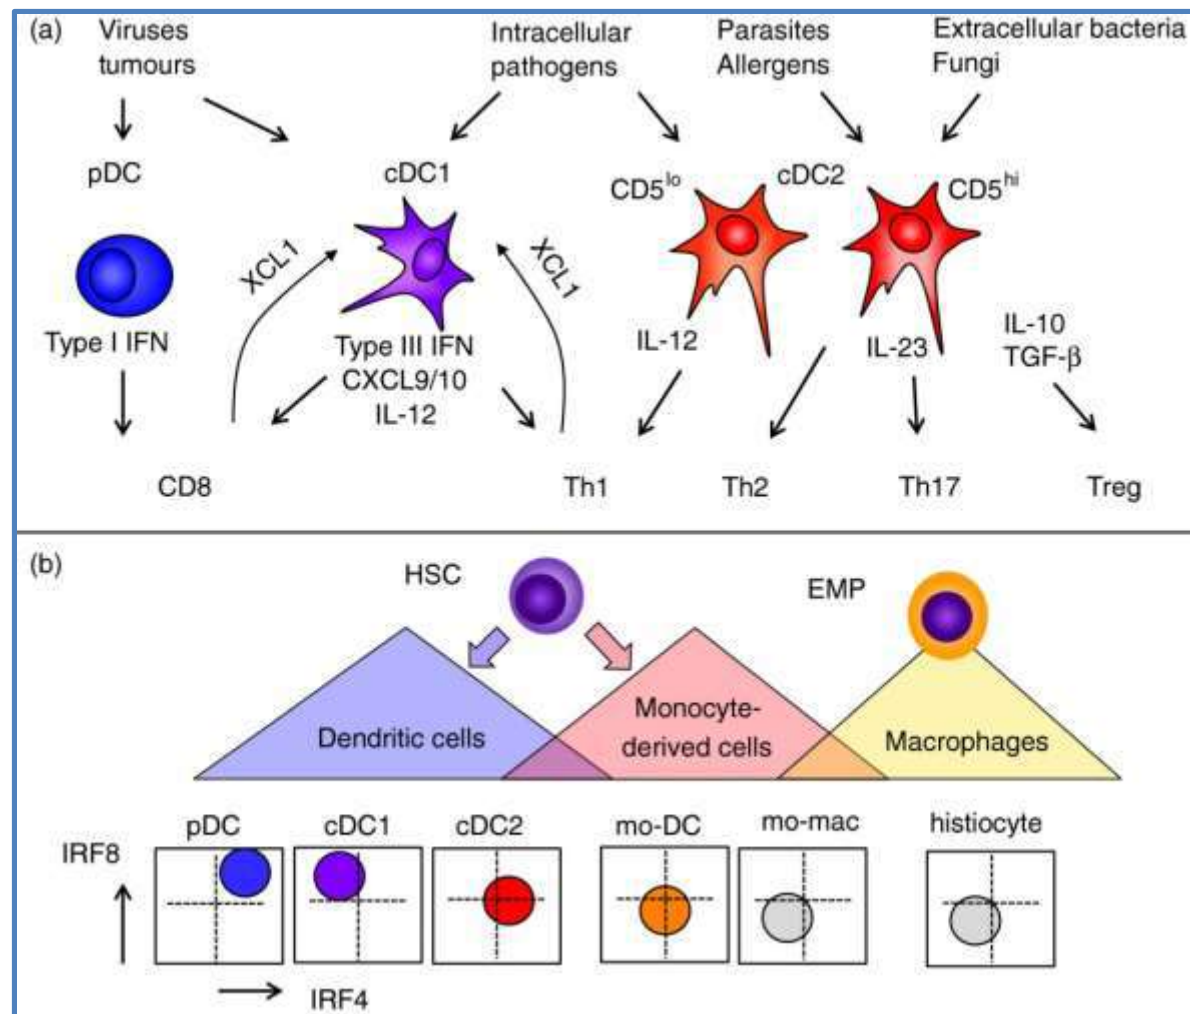 (a)
Viruses
tumours
Intracellular
pathogens
Parasites
Allergens
Extracellular bacteria
Fungi
pDC
cDC1
CD5lo
cDC2
CD5hi
XCL1
XCL1
Type I IFN
Type III IFN
CXCL9/10
IL-12
IL-12
IL-23
IL-10
TGF-β
CD8
Th1
Th2
Th17
Treg
(b)
HSC
EMP
Dendritic cells
Monocyte-
derived cells
Macrophages
pDC
cDC1
cDC2
mo-DC
mo-mac
histiocyte
IRF8
IRF4